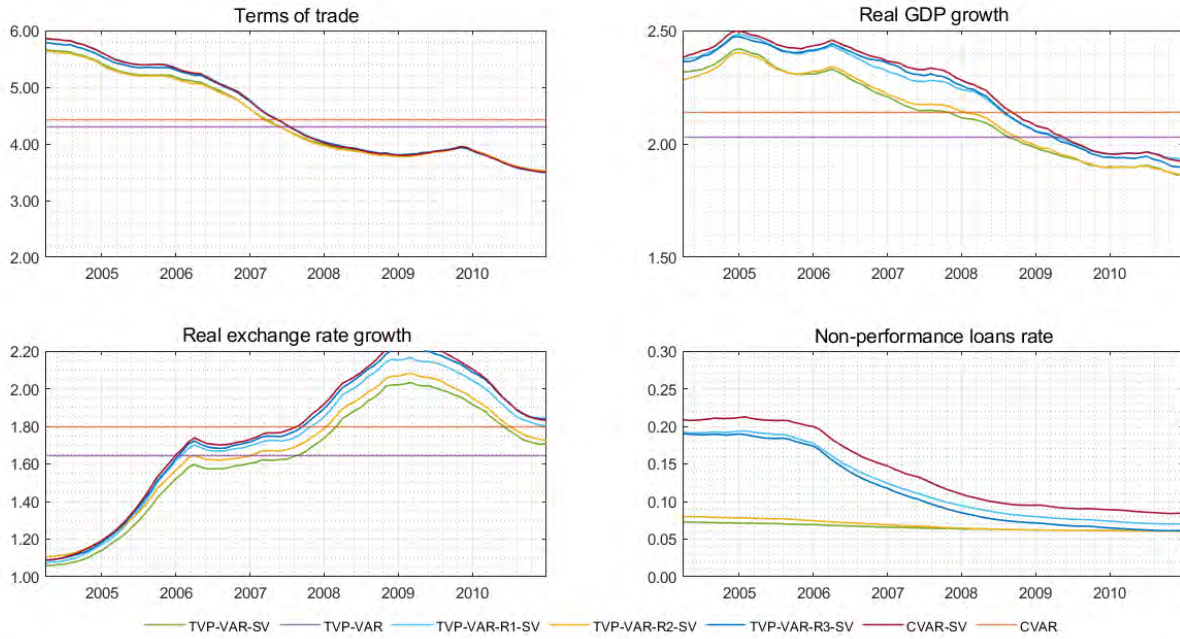 Terms of trade
6.00
5.00
4.00
3.00
2.00
2005 2006 2007 2008 2009 2010
Real GDP growth
2.50
2.00
1.50
2005 2006 2007 2008 2009 2010
Real exchange rate growth
2.20
2.00
1.80
1.60
1.40
1.20
1.00
2005 2006 2007 2008 2009 2010
Non-performance loans rate
0.30
0.25
0.20
0.15
0.10
0.05
0.00
2005 2006 2007 2008 2009 2010
TVP-VAR-SV TVP-VAR TVP-VAR-R1-SV TVP-VAR-R2-SV TVP-VAR-R3-SV CVAR-SV CVAR